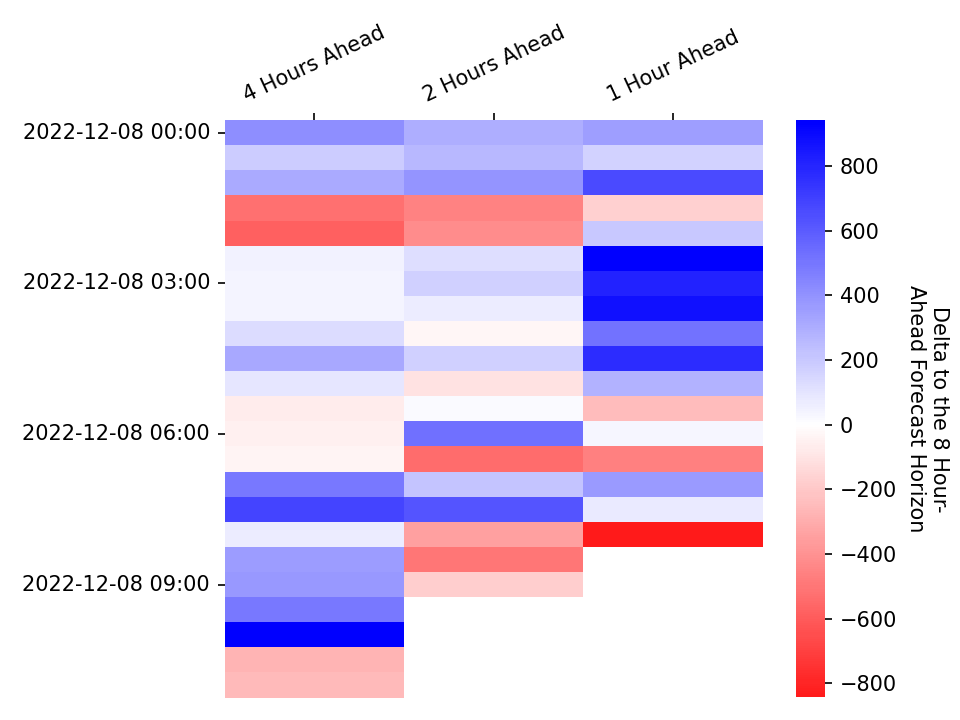 4 Hours Ahead
2 Hours Ahead
1 Hour Ahead
2022-12-08 00:00
2022-12-08 03:00
2022-12-08 06:00
2022-12-08 09:00
800
600
400
200
0
−200
−400
−600
−800
Delta to the 8 Hour-
Ahead Forecast Horizon